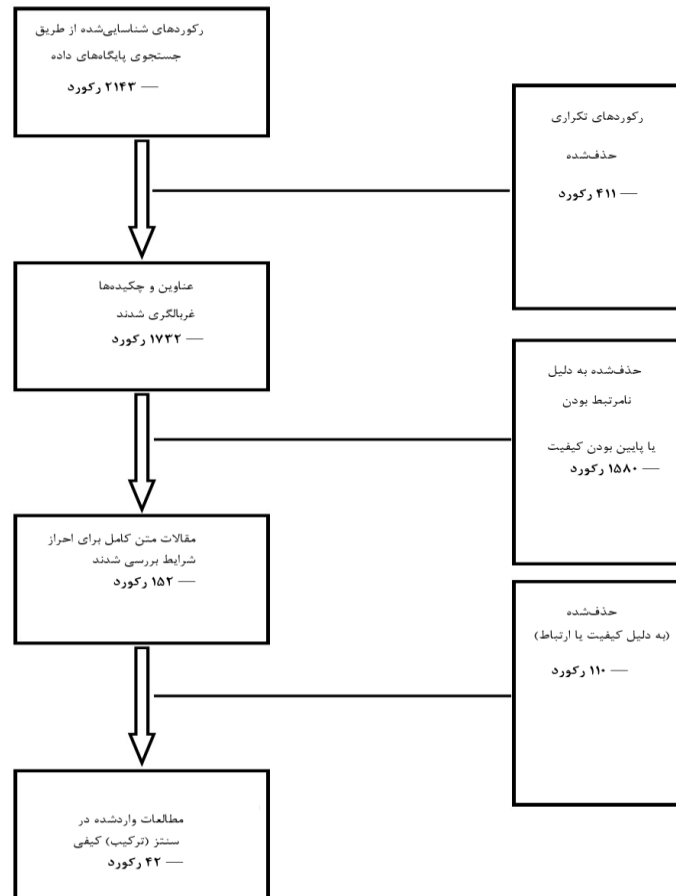 رکوردهای شناسایی‌شده از طریق
جستجوی پایگاه‌های داده
— ۲۱۴۳ رکورد
رکوردهای تکراری
حذف‌شده
— ۴۱۱ رکورد
عناوین و چکیده‌ها
غربالگری شدند
— ۱۷۳۲ رکورد
حذف‌شده به دلیل
نامرتبط بودن
یا پایین بودن کیفیت
— ۱۵۸۰ رکورد
مقالات متن کامل برای احراز
شرایط بررسی شدند
— ۱۵۲ رکورد
حذف‌شده
(به دلیل کیفیت یا ارتباط)
— ۱۱۰ رکورد
مطالعات واردشده در
سنتز (ترکیب) کیفی
— ۴۲ رکورد